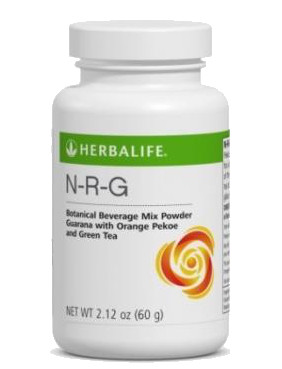 HERBALIFE®
N-R-G
Botanical Beverage Mix Powder
Guarana with Orange Pekoe
and Green Tea
NET WT 2.12 oz (60 g)